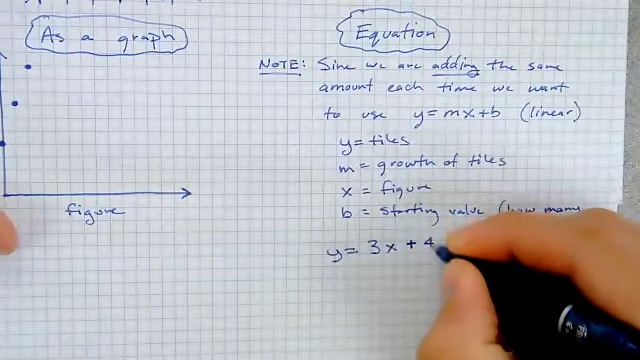 As a graph
figure
Equation
NOTE: Sine we are adding the same
amount each time we want
to use y=mx+b (linear)
y= tiles
m= growth of tiles
x = figure
b = starting value (how many
y= 3x + 4